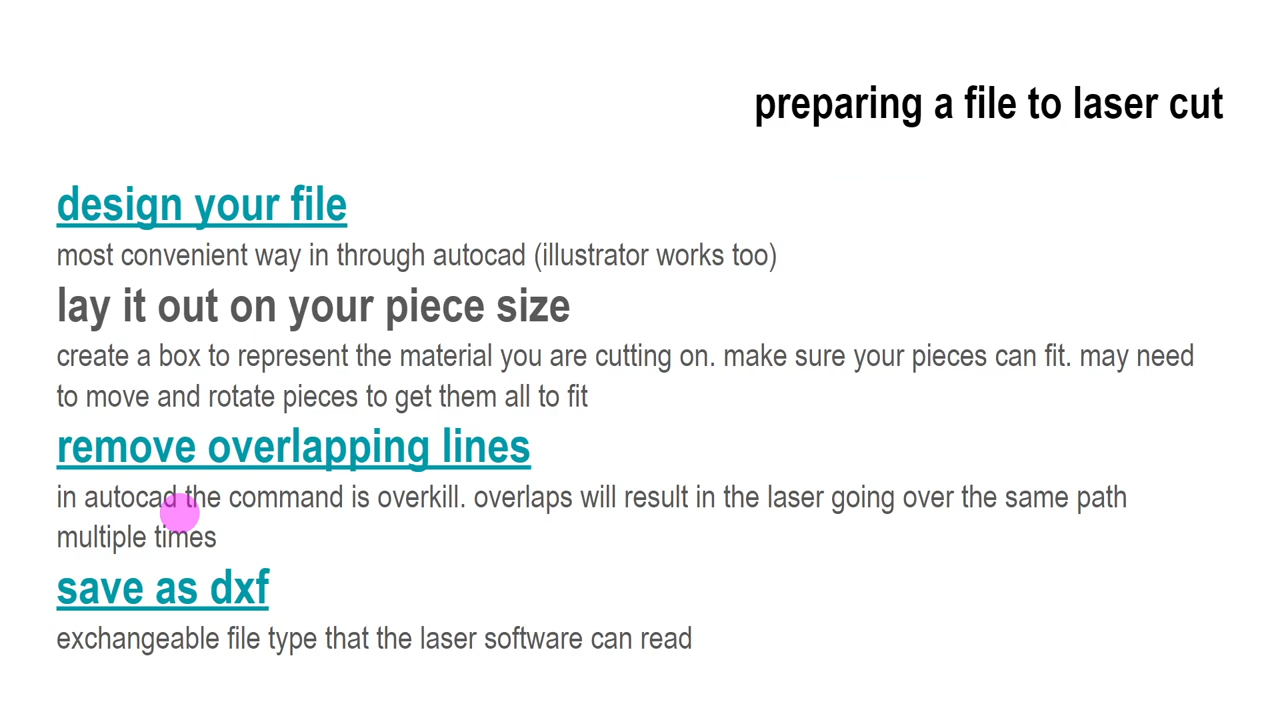 preparing a file to laser cut
design your file
most convenient way in through autocad (illustrator works too)
lay it out on your piece size
create a box to represent the material you are cutting on. make sure your pieces can fit. may need
to move and rotate pieces to get them all to fit
remove overlapping lines
in autocad the command is overkill. overlaps will result in the laser going over the same path
multiple times
save as dxf
exchangeable file type that the laser software can read